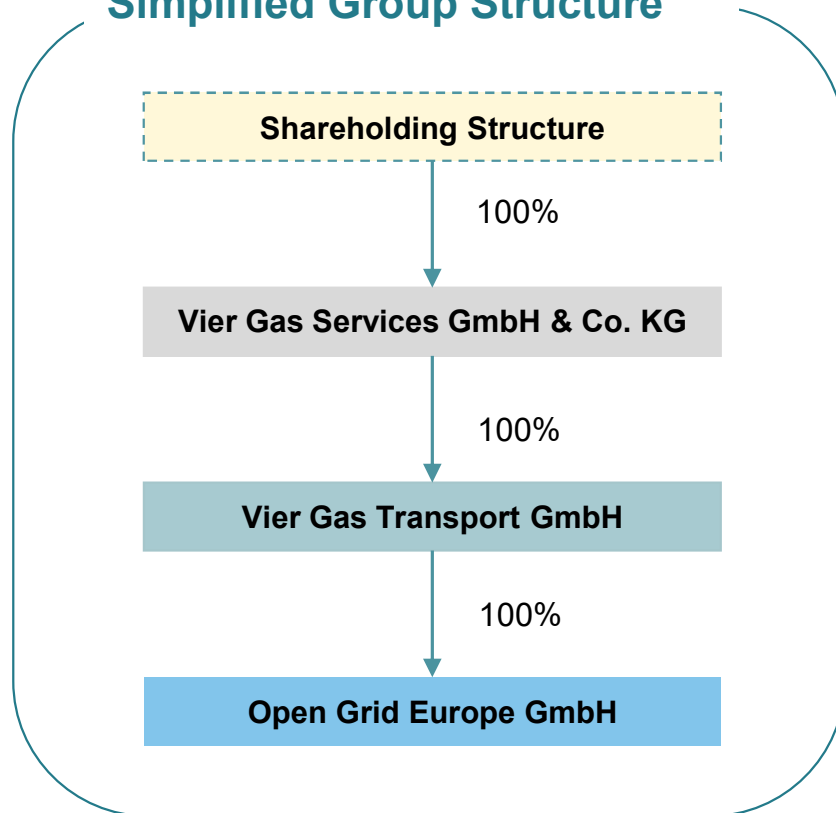 Simplified Group Structure
Shareholding Structure
100%
Vier Gas Services GmbH & Co. KG
100%
Vier Gas Transport GmbH
100%
Open Grid Europe GmbH